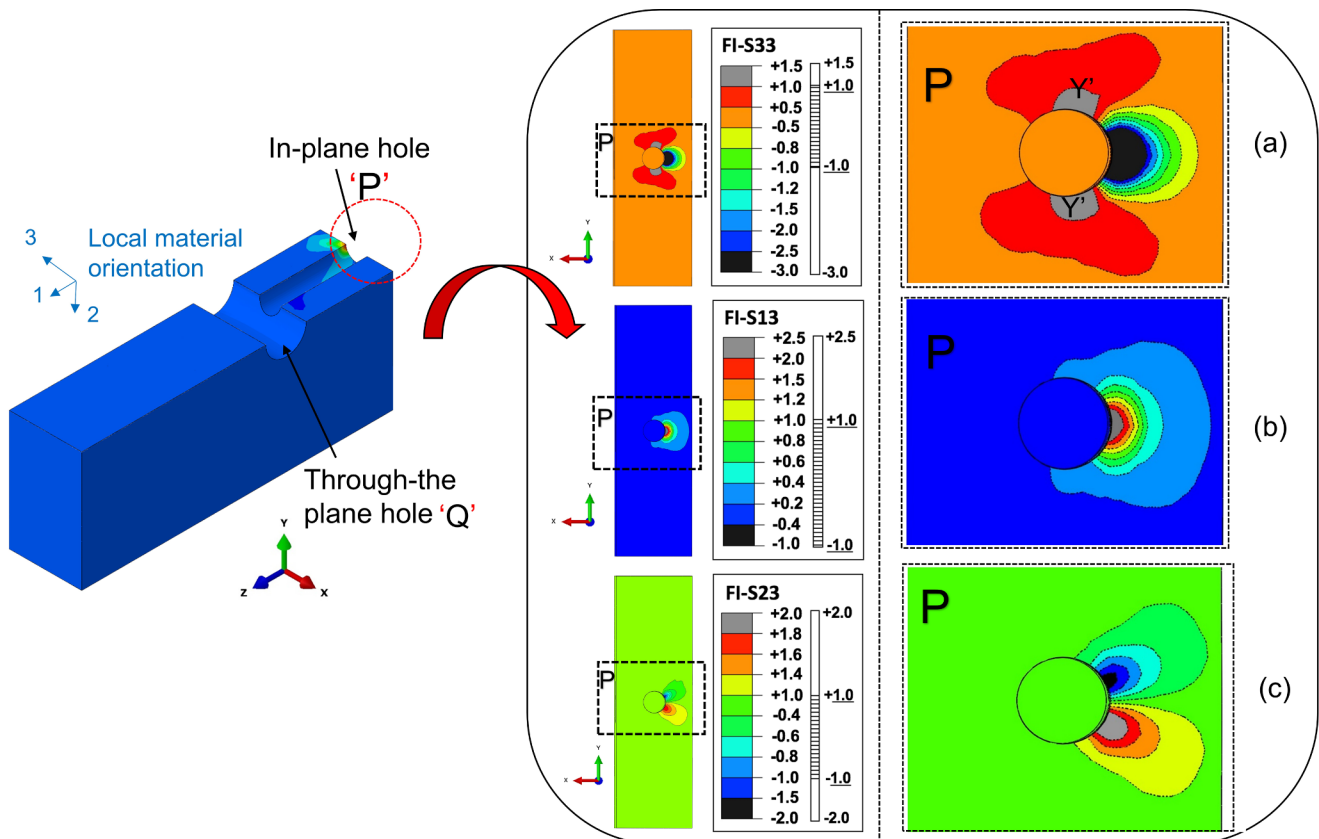 In-plane hole
‘P’
3
Local material
orientation
1
2
Through-the
plane hole ‘Q’
Y
Z
X
P
Y
X
FI-S33
+1.5
+1.0
+0.5
-0.5
-0.8
-1.0
-1.2
-1.5
-2.0
-2.5
-3.0
+1.5
+1.0
-1.0
-3.0
P
Y’
Y’
(a)
P
Y
X
FI-S13
+2.5
+2.0
+1.5
+1.2
+1.0
+0.8
+0.6
+0.4
+0.2
-0.4
-1.0
+2.5
+1.0
-1.0
P
(b)
P
Y
X
FI-S23
+2.0
+1.8
+1.6
+1.4
+1.0
-0.4
-0.6
-0.8
-1.0
-1.5
-2.0
+2.0
+1.0
-1.0
-2.0
P
(c)